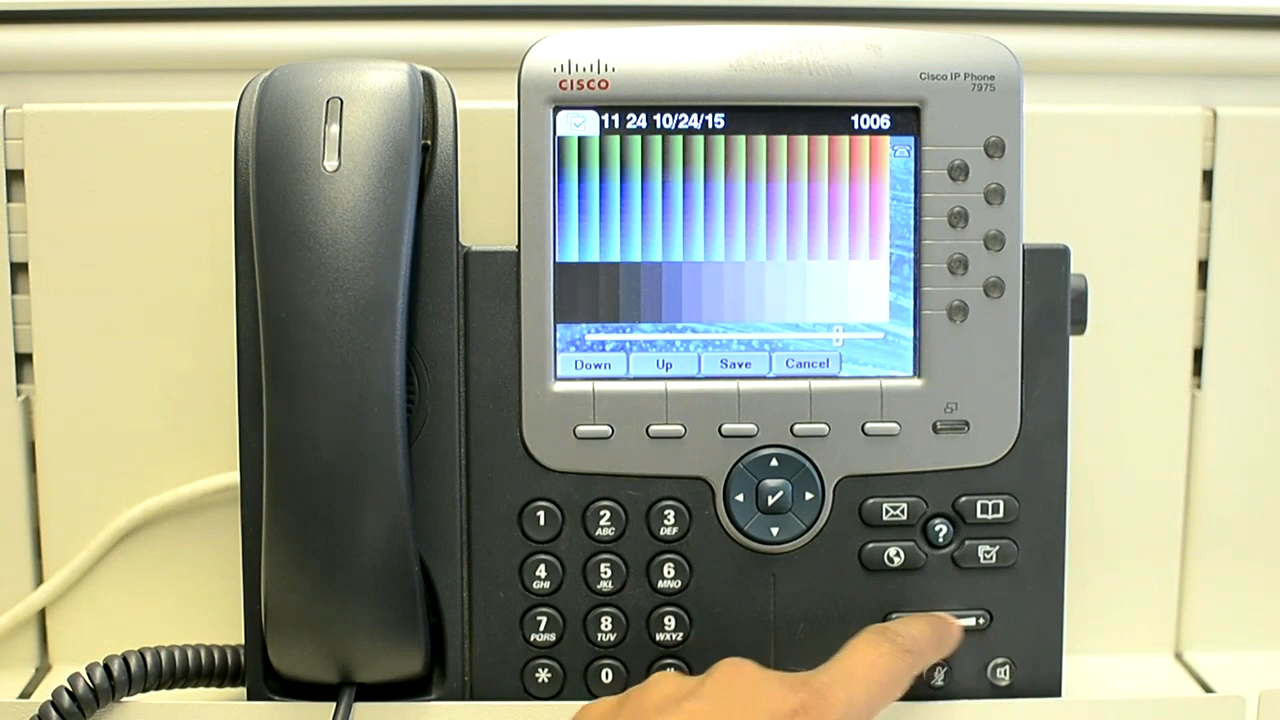 CISCO
Cisco IP Phone
7975
11 24 10/24/15
1006
Down
Up
Save
Cancel
?
1
2
ABC
3
DEF
4
GHI
5
JKL
6
MNO
7
PQRS
8
TUV
9
WXYZ
+
*
0